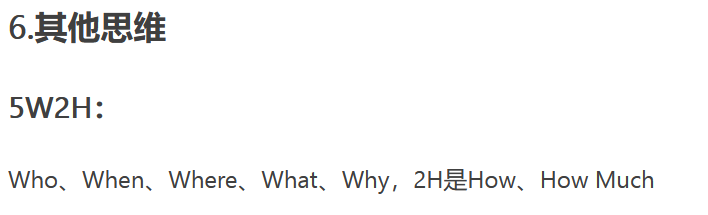 6.其他思维
5W2H：
Who、When、Where、What、Why，2H是How、How Much